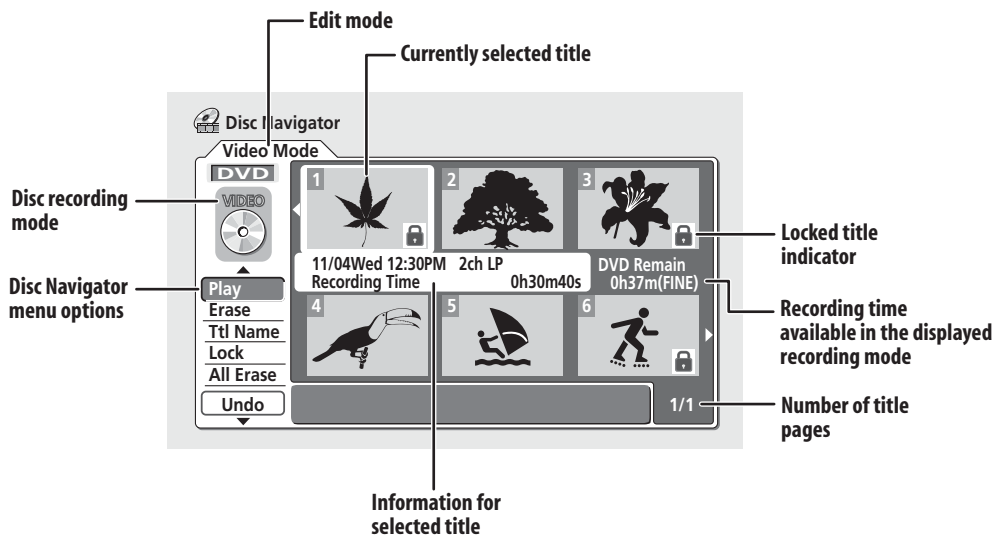 Edit mode
Currently selected title
Disc Navigator
Video Mode
DVD
VIDEO
Disc recording
mode
1
2
3
Locked title
indicator
11/04Wed 12:30PM 2ch LP
Recording Time 0h30m40s
DVD Remain
0h37m(FINE)
Disc Navigator
menu options
Play
Erase
Ttl Name
Lock
All Erase
Undo
4
5
6
Recording time
available in the displayed
recording mode
1/1
Number of title
pages
Information for
selected title